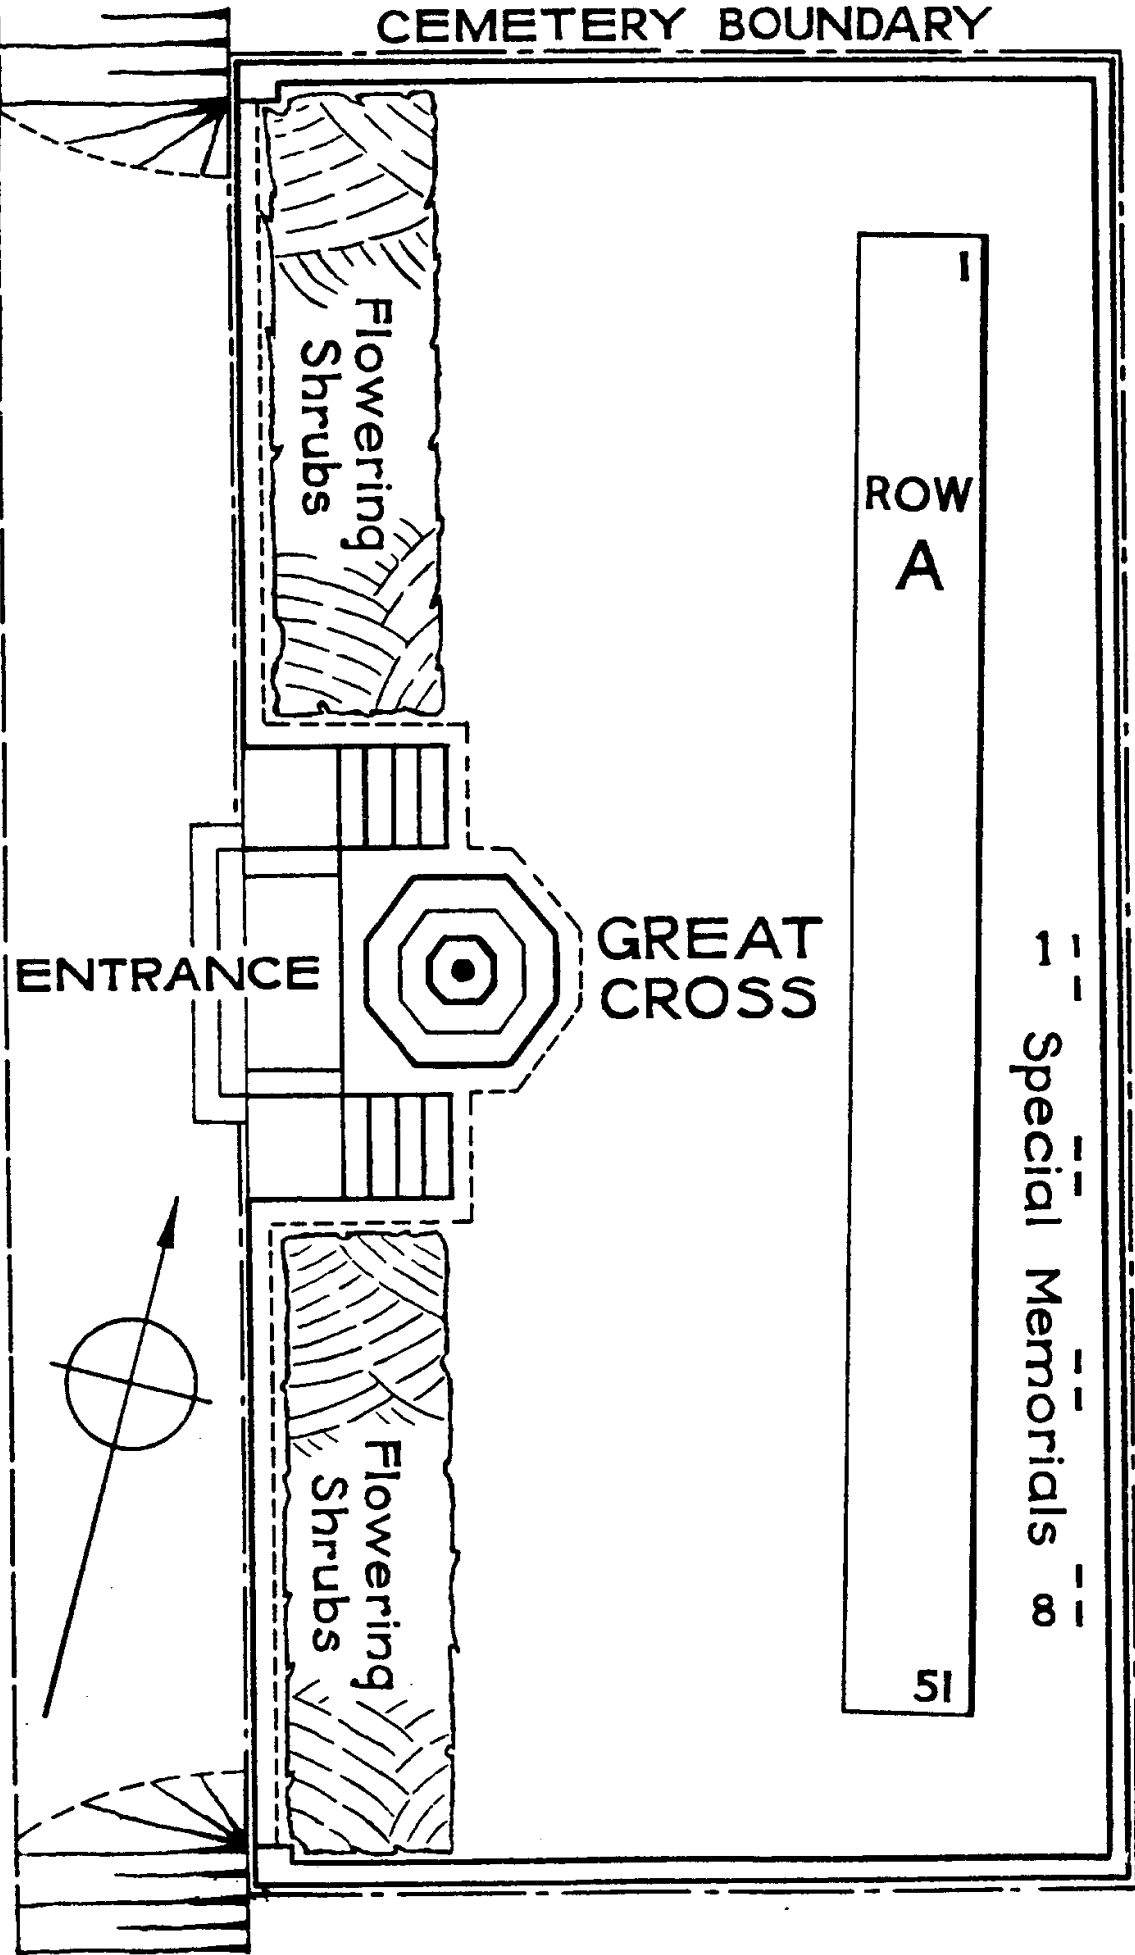 CEMETERY BOUNDARY
Flowering
Shrubs
1
ROW
A
51
ENTRANCE
GREAT
CROSS
1 Special Memorials 8
Flowering
Shrubs